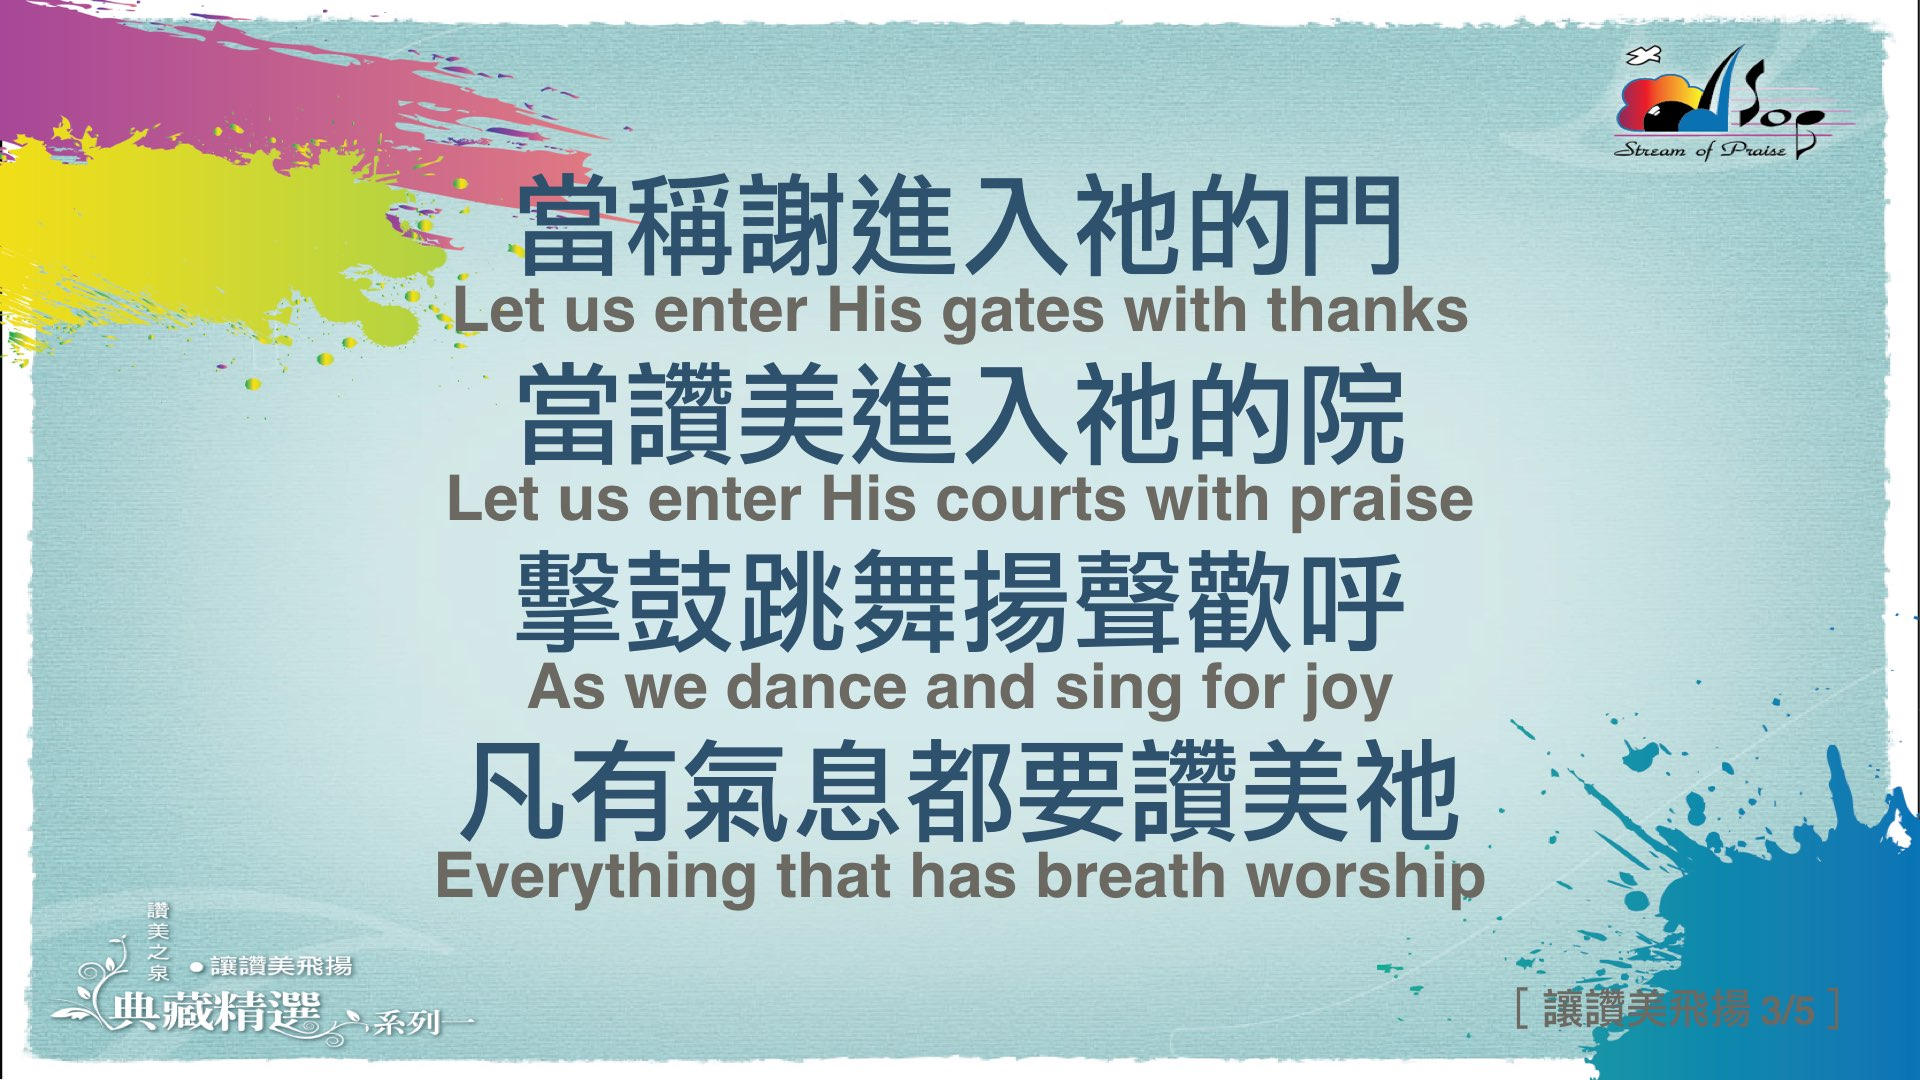 SOP
Stream of Praise
當稱謝進入祂的門
Let us enter His gates with thanks
當讚美進入祂的院
Let us enter His courts with praise
擊鼓跳舞揚聲歡呼
As we dance and sing for joy
凡有氣息都要讚美祂
Everything that has breath worship
讚美之泉
•讓讚美飛揚
典藏精選
系列一
[ 讓讚美飛揚 3/5 ]